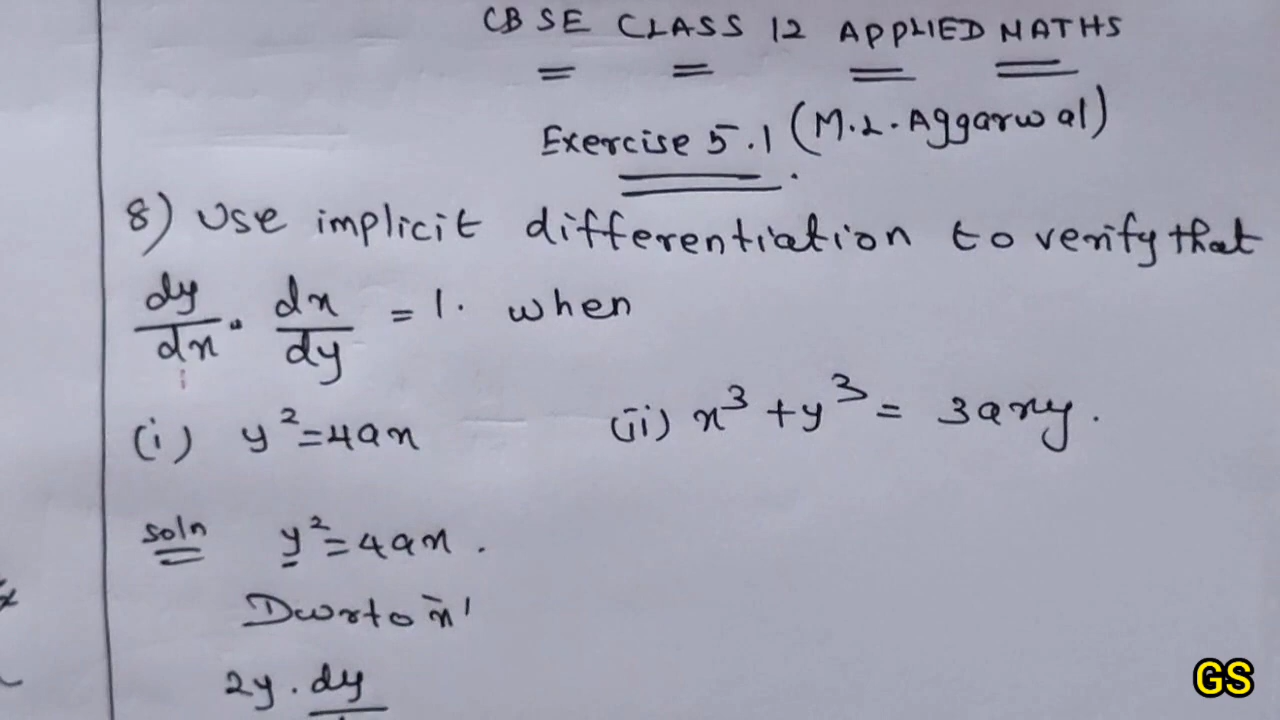 CBSE CLASS 12 APPLIED MATHS
Exercise 5.1 (M.L. Aggarwal)
8) Use implicit differentiation to verify that
dy/dx . dx/dy = 1. when
(i) y² = 4ax (ii) x³ + y³ = 3axy.
Soln y² = 4ax.
Dwrto 'x'
2y . dy
GS